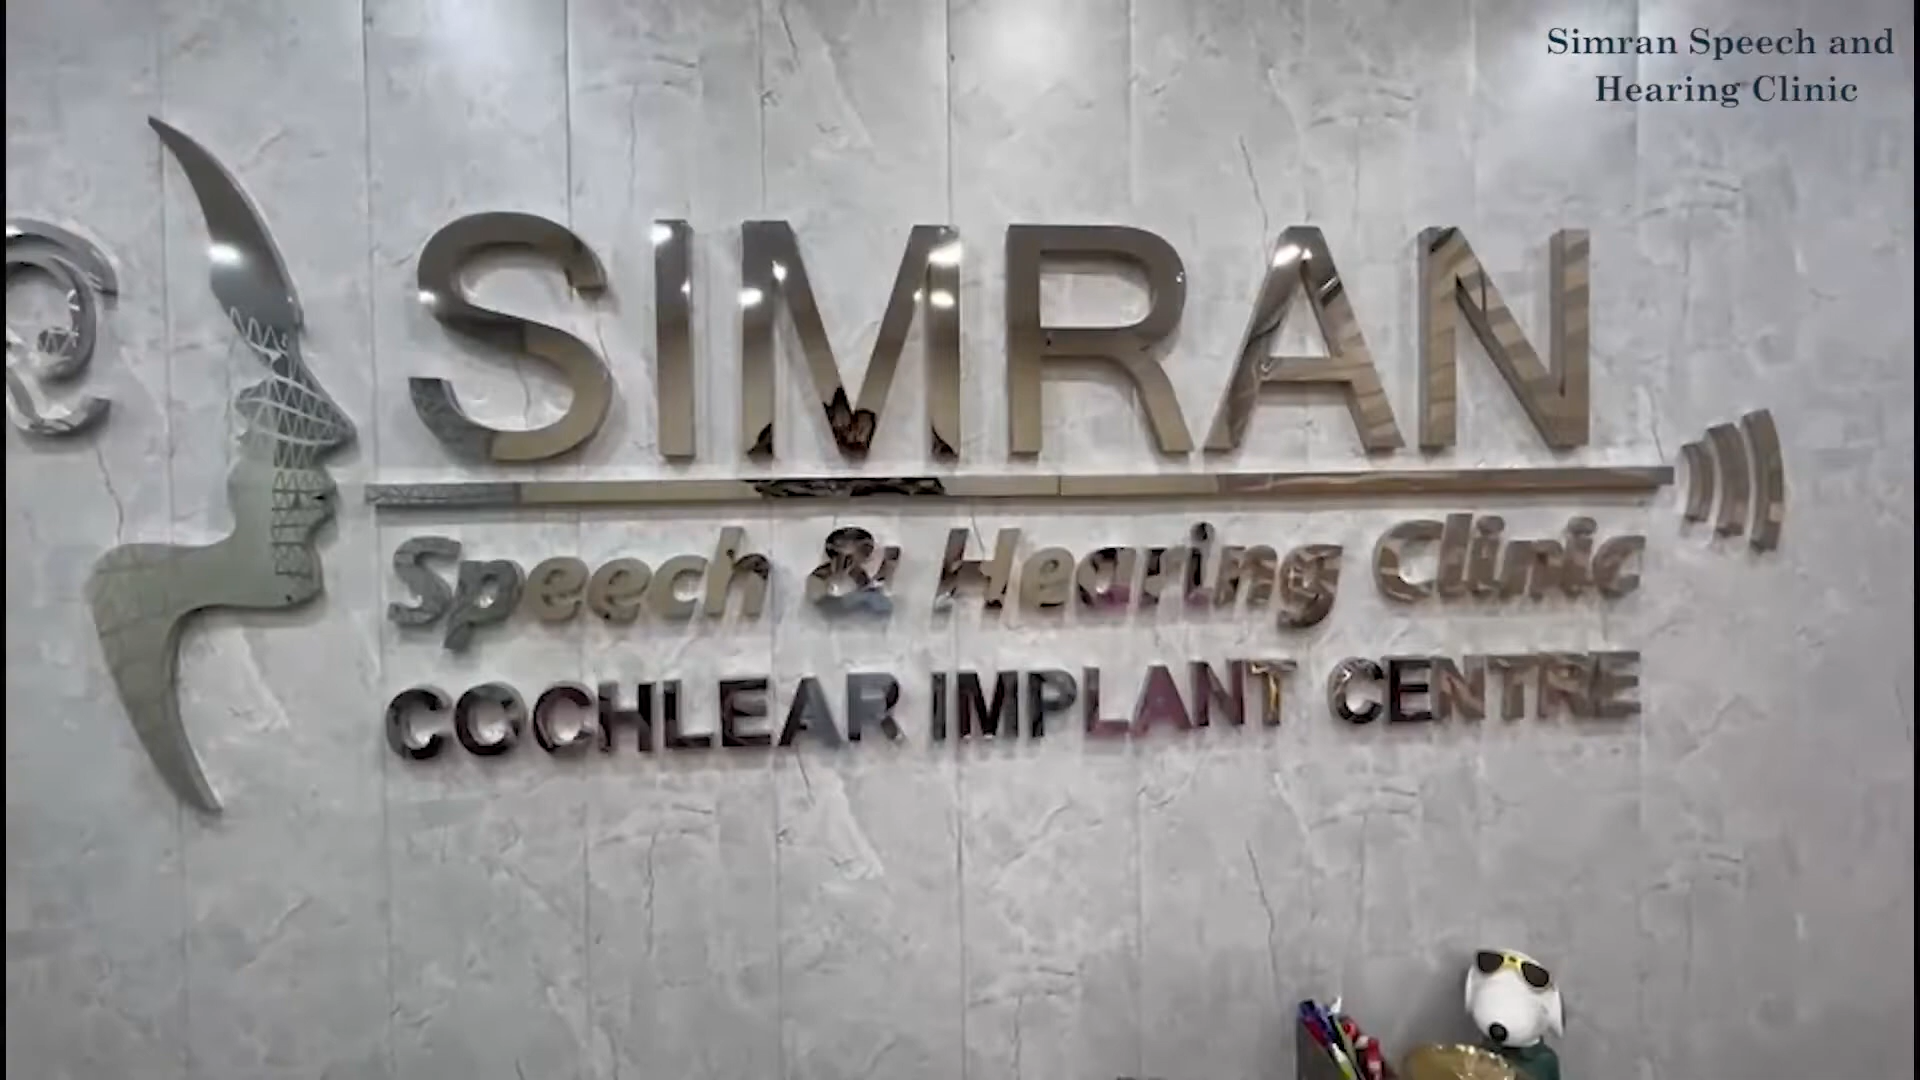 Simran Speech and
Hearing Clinic
SIMRAN
Speech & Hearing Clinic
COCHLEAR IMPLANT CENTRE